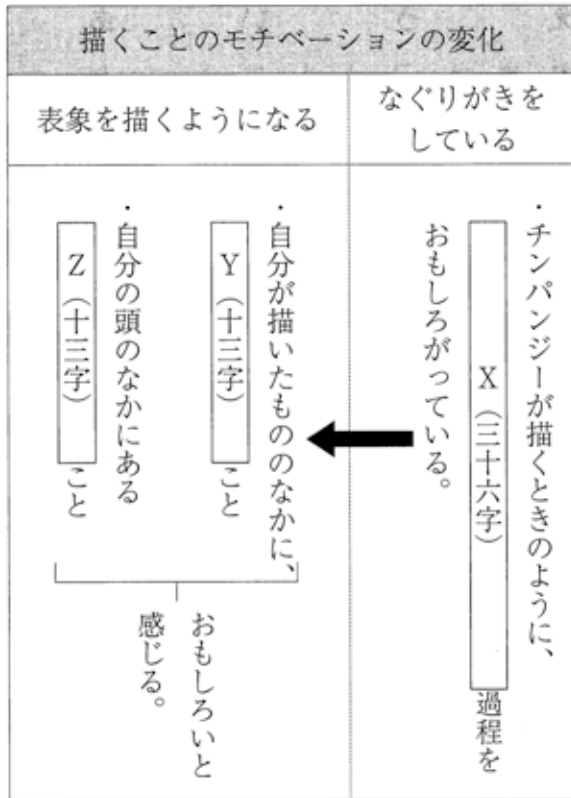 描くことのモチベーションの変化
なぐりがきを
している
・チンパンジーが描くときのように、
X（三十六字）過程を
おもしろがっている。
表象を描くようになる
・自分が描いたもののなかに、
Y（十三字）こと
・自分の頭のなかにある
Z（十三字）こと
おもしろいと
感じる。